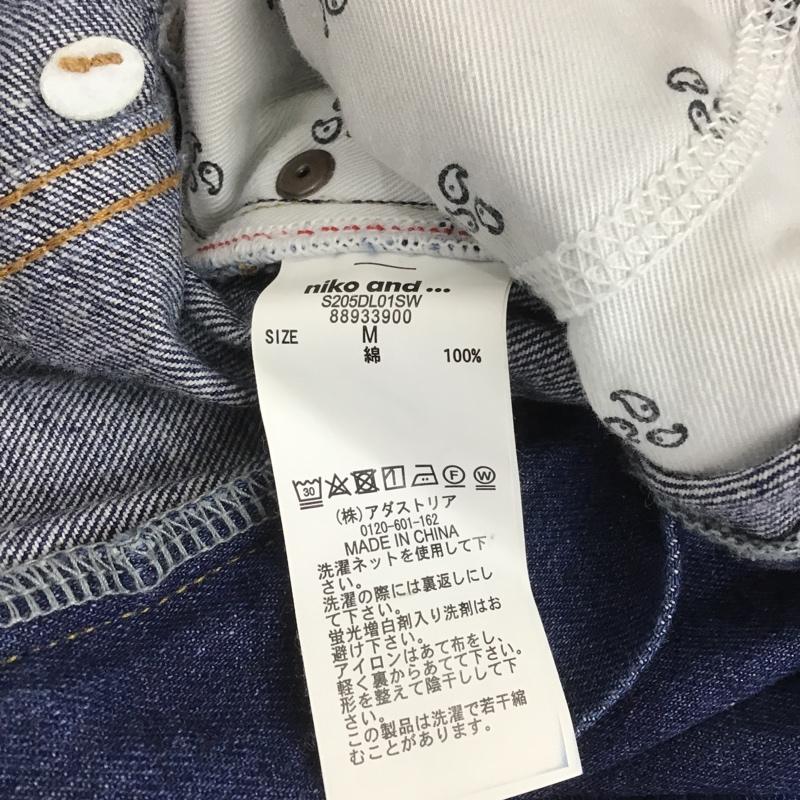 niko and ...
S205DL01SW
88933900
SIZE M
綿 100%
30 1 F W
(株)アダストリア
0120-601-162
MADE IN CHINA
洗濯ネットを使用して下
さい。
洗濯の際には裏返しにし
て下さい。
蛍光増白剤入り洗剤はお
避け下さい。
アイロンはあて布をし、
軽く裏からあてて下さい。
形を整えて陰干しして下
さい。
この製品は洗濯で若干縮
むことがあります。